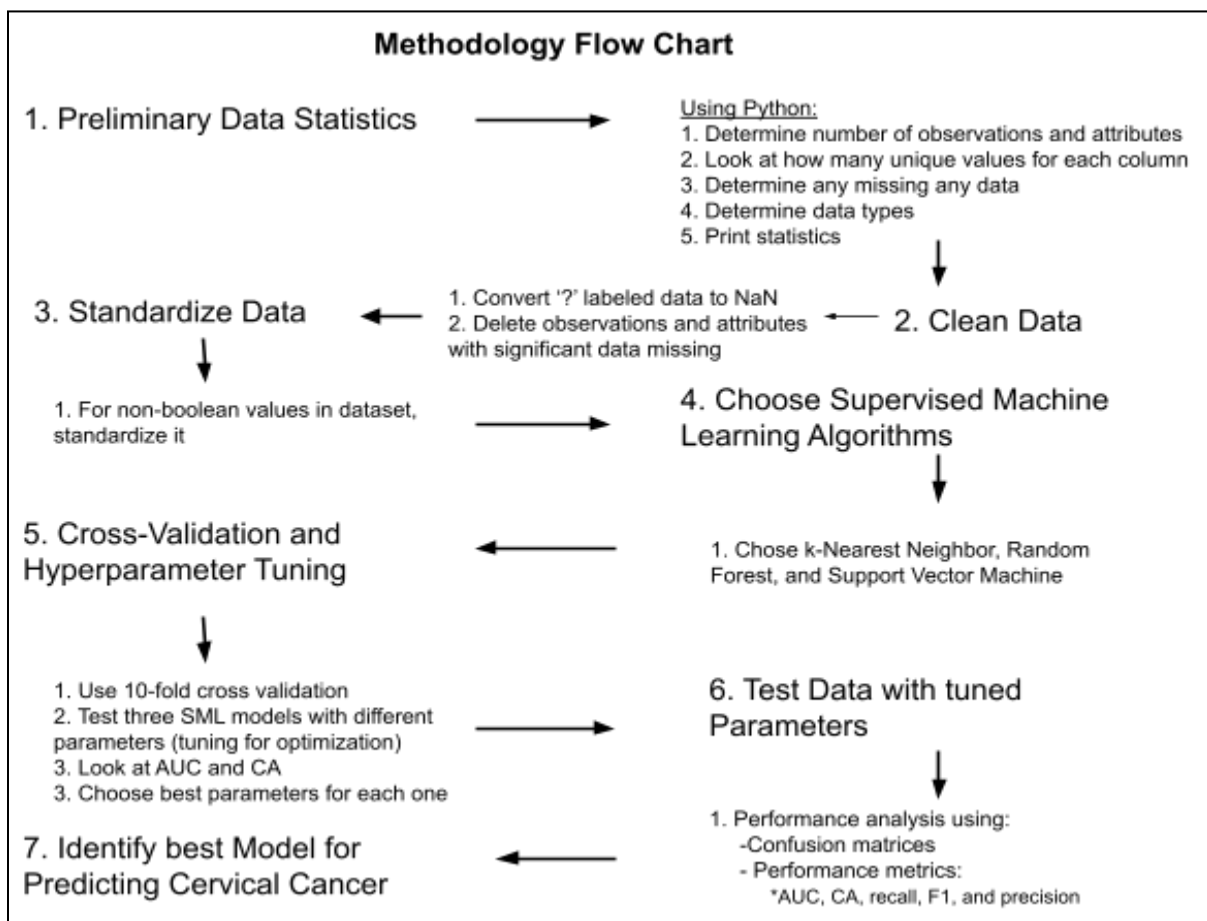 Methodology Flow Chart
1. Preliminary Data Statistics
Using Python:
1. Determine number of observations and attributes
2. Look at how many unique values for each column
3. Determine any missing any data
4. Determine data types
5. Print statistics
2. Clean Data
1. Convert '?' labeled data to NaN
2. Delete observations and attributes
with significant data missing
3. Standardize Data
1. For non-boolean values in dataset,
standardize it
4. Choose Supervised Machine
Learning Algorithms
1. Chose k-Nearest Neighbor, Random
Forest, and Support Vector Machine
5. Cross-Validation and
Hyperparameter Tuning
1. Use 10-fold cross validation
2. Test three SML models with different
parameters (tuning for optimization)
3. Look at AUC and CA
3. Choose best parameters for each one
6. Test Data with tuned
Parameters
1. Performance analysis using:
-Confusion matrices
- Performance metrics:
*AUC, CA, recall, F1, and precision
7. Identify best Model for
Predicting Cervical Cancer